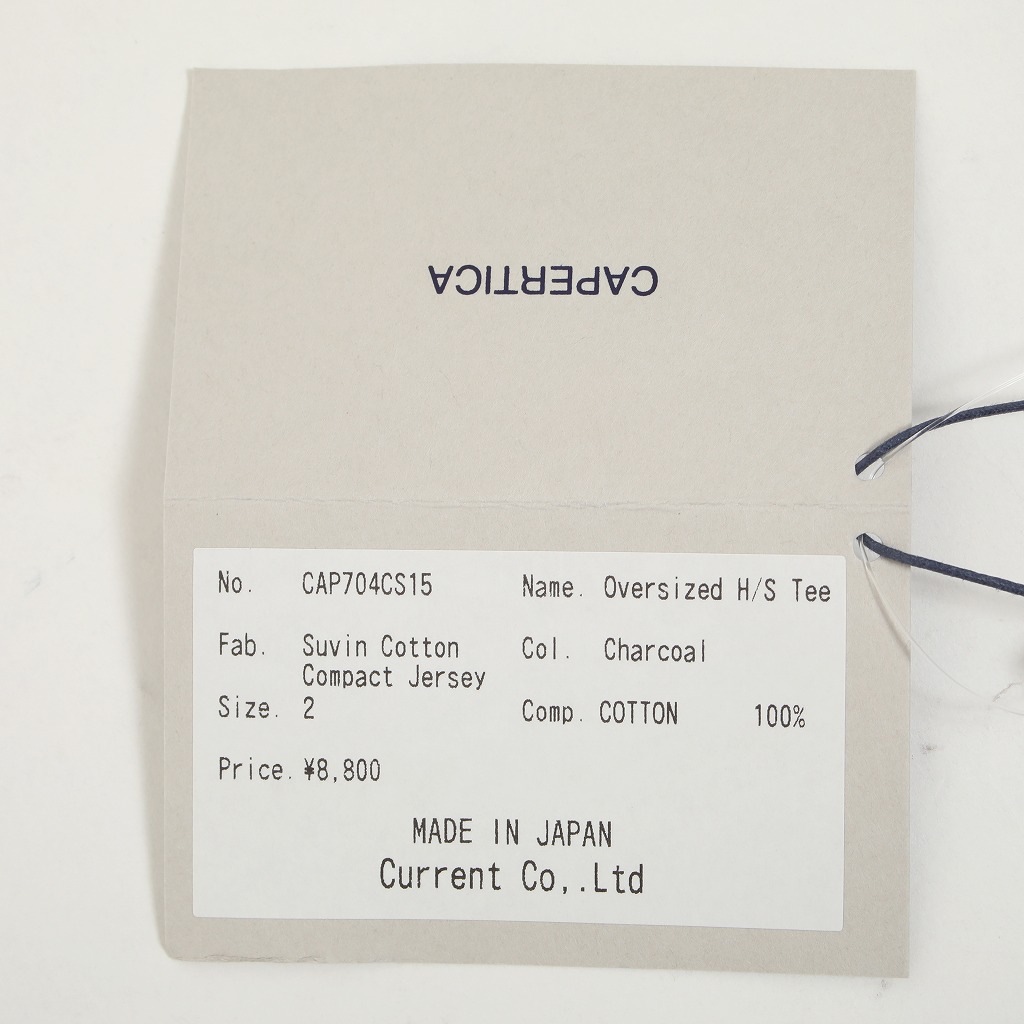 CAPERTICA
No. CAP704CS15 Name. Oversized H/S Tee
Fab. Suvin Cotton Col. Charcoal
Compact Jersey
Size. 2 Comp. COTTON 100%
Price. ¥8,800
MADE IN JAPAN
Current Co,.Ltd